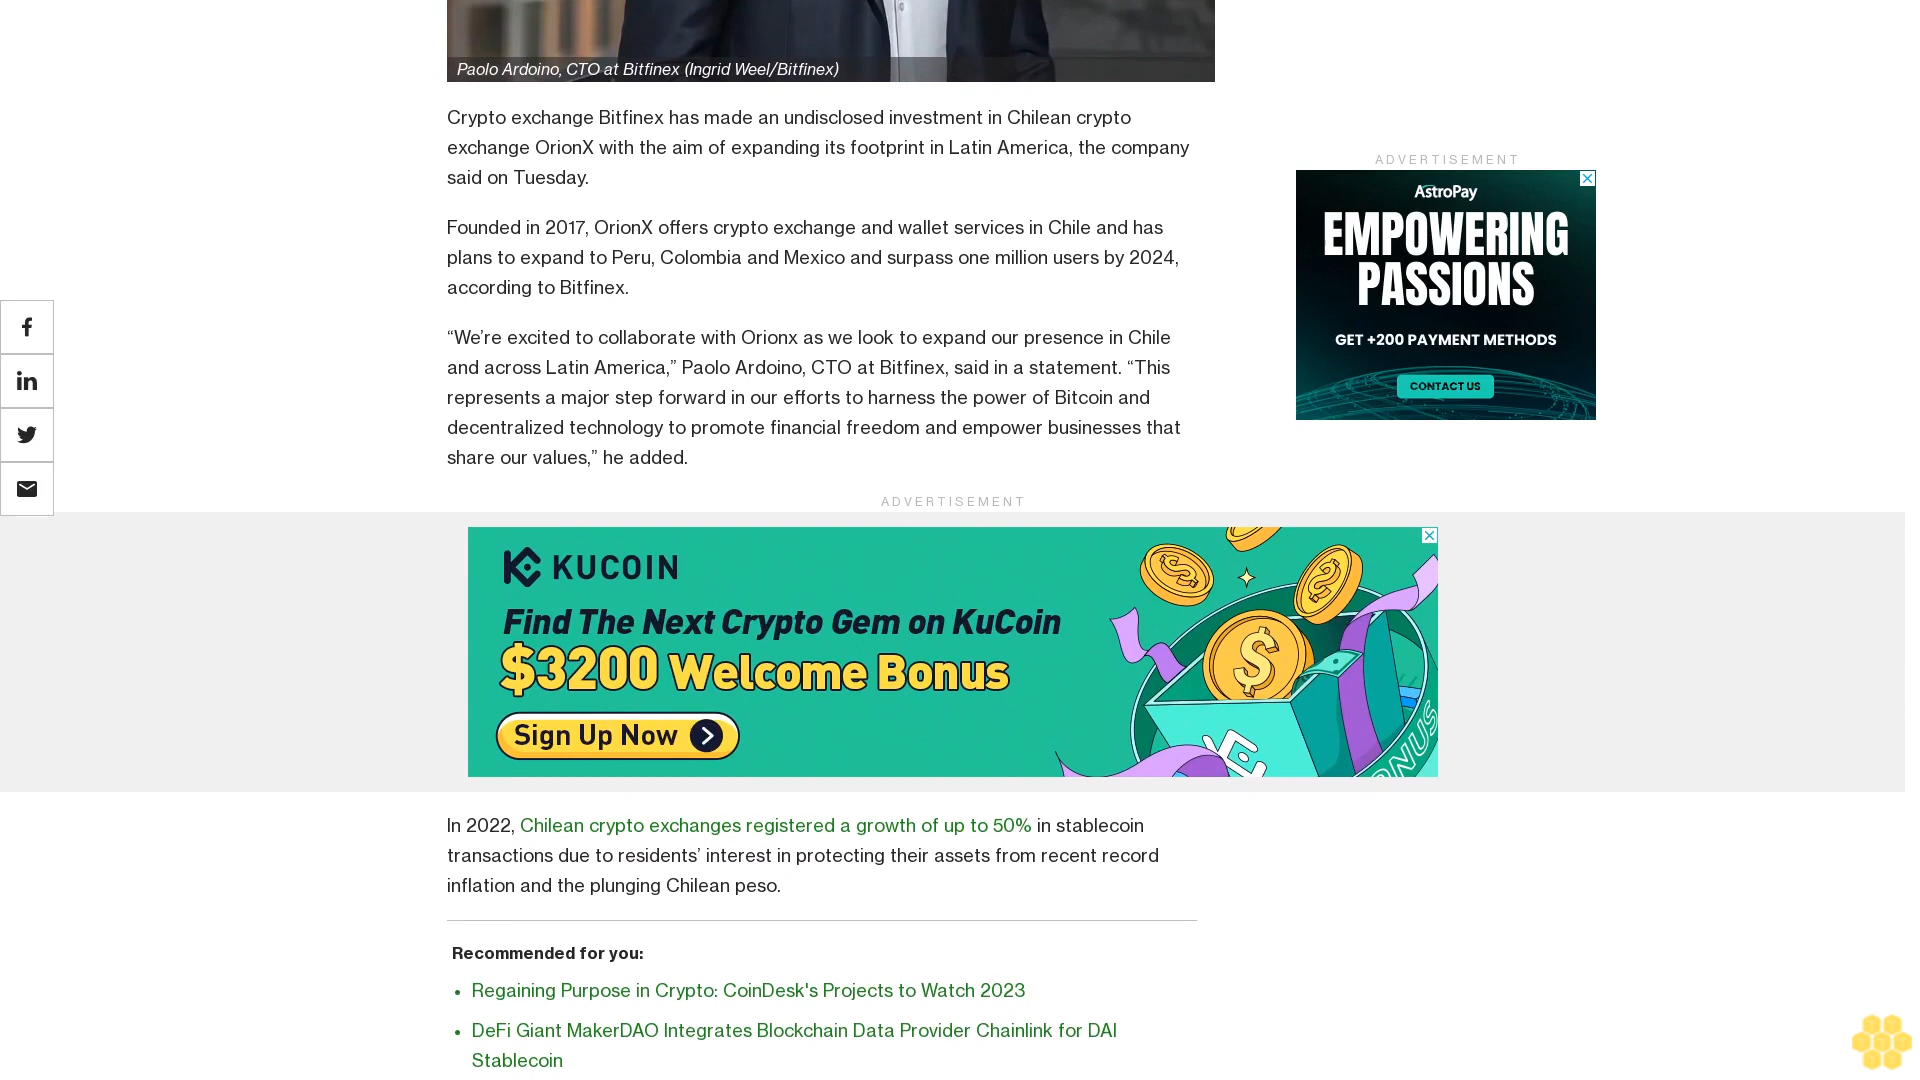 Paolo Ardoino, CTO at Bitfinex (Ingrid Weel/Bitfinex)
Crypto exchange Bitfinex has made an undisclosed investment in Chilean crypto
exchange OrionX with the aim of expanding its footprint in Latin America, the company
said on Tuesday.
Founded in 2017, OrionX offers crypto exchange and wallet services in Chile and has
plans to expand to Peru, Colombia and Mexico and surpass one million users by 2024,
according to Bitfinex.
“We’re excited to collaborate with Orionx as we look to expand our presence in Chile
and across Latin America,” Paolo Ardoino, CTO at Bitfinex, said in a statement. “This
represents a major step forward in our efforts to harness the power of Bitcoin and
decentralized technology to promote financial freedom and empower businesses that
share our values,” he added.
ADVERTISEMENT
AstroPay
EMPOWERING
PASSIONS
GET +200 PAYMENT METHODS
CONTACT US
ADVERTISEMENT
KUCOIN
Find The Next Crypto Gem on KuCoin
$3200 Welcome Bonus
Sign Up Now
BONUS
In 2022, Chilean crypto exchanges registered a growth of up to 50% in stablecoin
transactions due to residents’ interest in protecting their assets from recent record
inflation and the plunging Chilean peso.
Recommended for you:
• Regaining Purpose in Crypto: CoinDesk's Projects to Watch 2023
• DeFi Giant MakerDAO Integrates Blockchain Data Provider Chainlink for DAI
Stablecoin